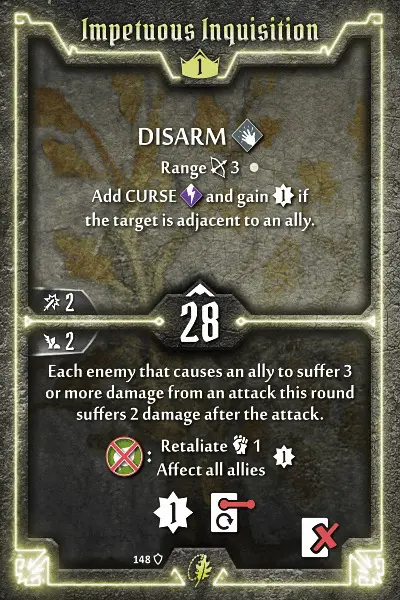 Impetuous Inquisition
1
DISARM
Range 3
Add CURSE and gain 1 if
the target is adjacent to an ally.
2
28
2
Each enemy that causes an ally to suffer 3
or more damage from an attack this round
suffers 2 damage after the attack.
: Retaliate 1 1
Affect all allies
1
148